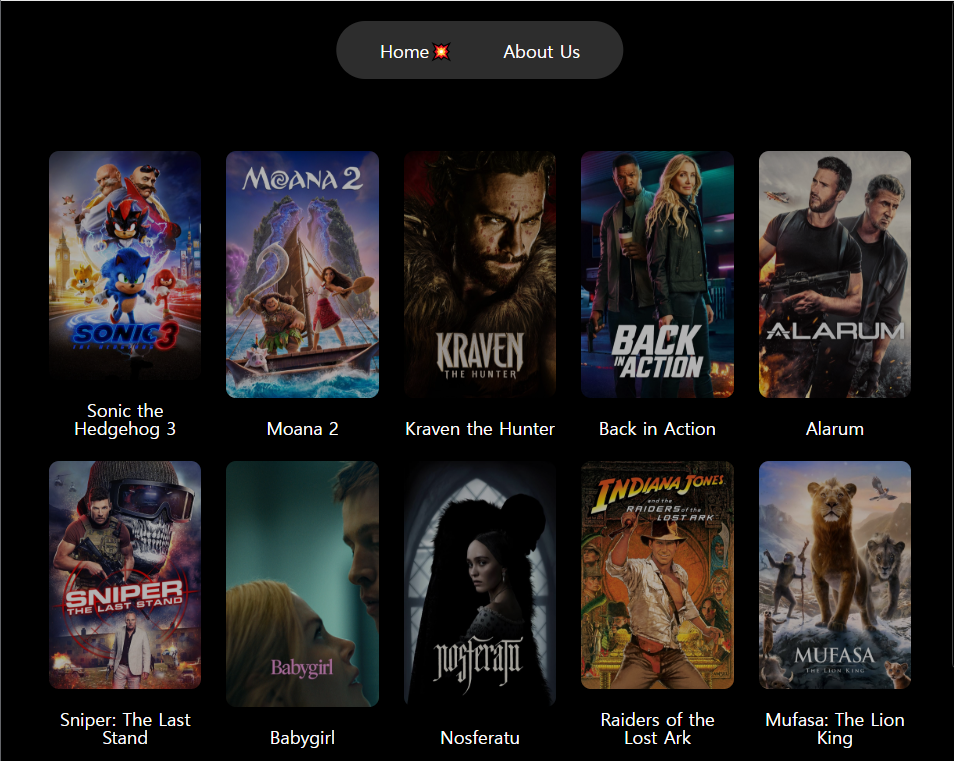 Home💥 About Us
MOANA 2
SONIC 3
KRAVEN
THE HUNTER
BACK
IN ACTION
ALARUM
Sonic the
Hedgehog 3
Moana 2
Kraven the Hunter
Back in Action
Alarum
INDIANA JONES
and the
RAIDERS of the
LOST ARK
SNIPER
THE LAST STAND
Babygirl
nosferatu
MUFASA
THE LION KING
Sniper: The Last
Stand
Babygirl
Nosferatu
Raiders of the
Lost Ark
Mufasa: The Lion
King